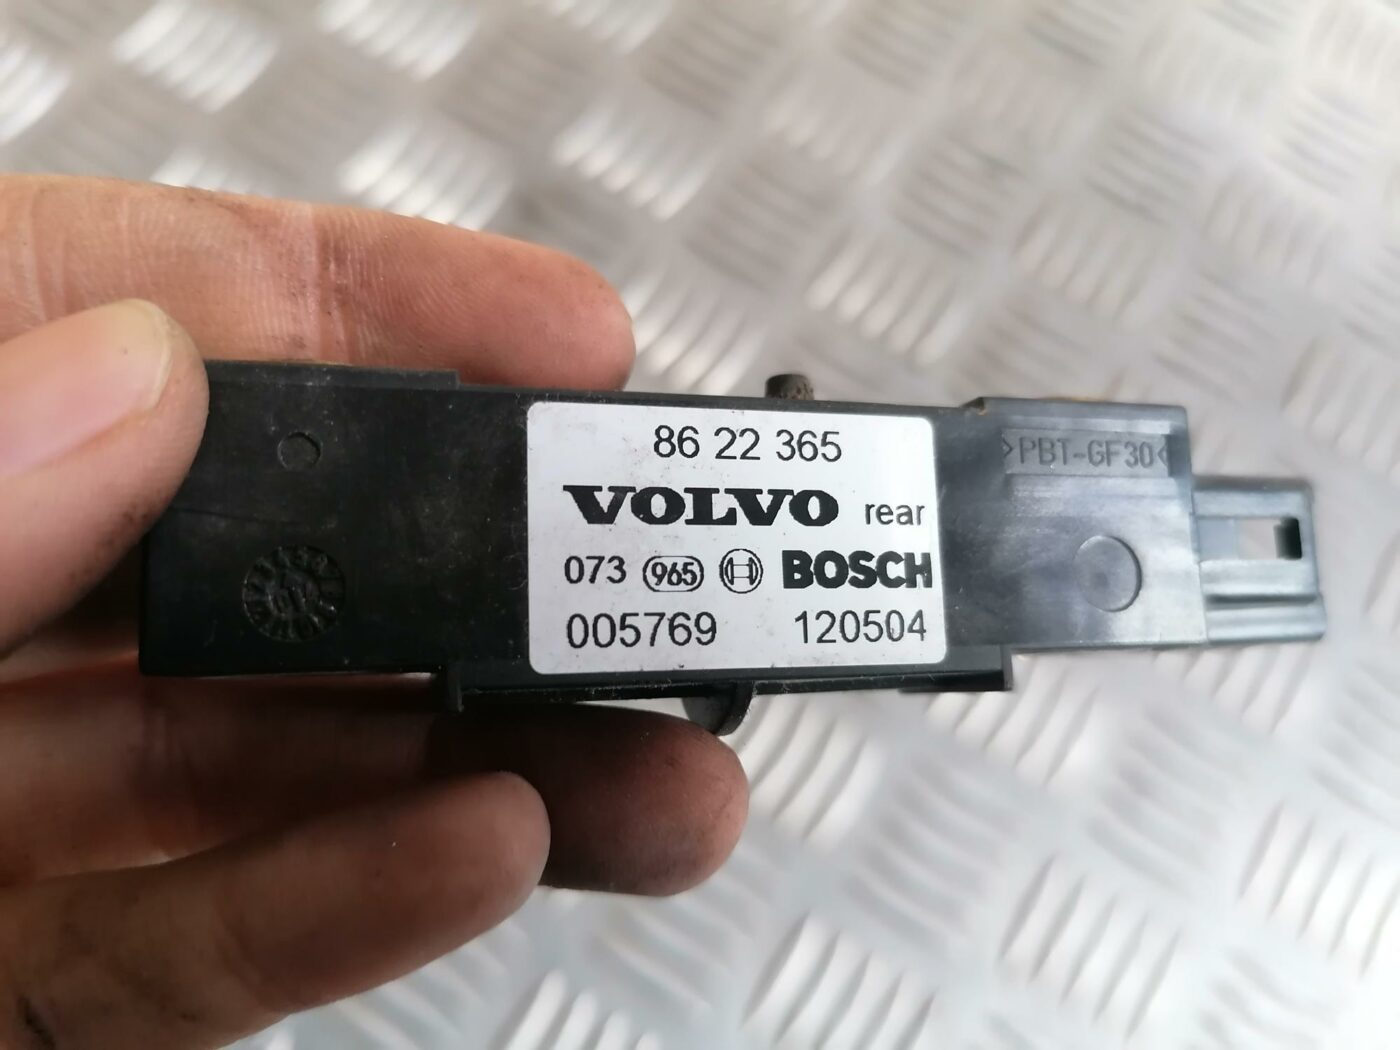 86 22 365
VOLVO rear
073 965 BOSCH
005769 120504
>PBT-GF30<